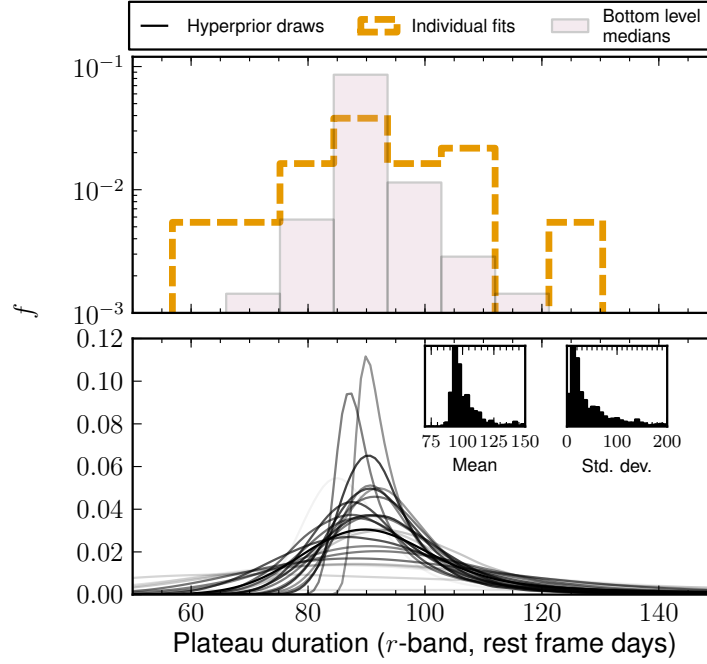 Hyperprior draws
Individual fits
Bottom level
medians
10⁻¹
10⁻²
10⁻³
f
0.12
0.10
0.08
0.06
0.04
0.02
0.00
75 100 125 150
Mean
0 100 200
Std. dev.
60 80 100 120 140
Plateau duration (r-band, rest frame days)